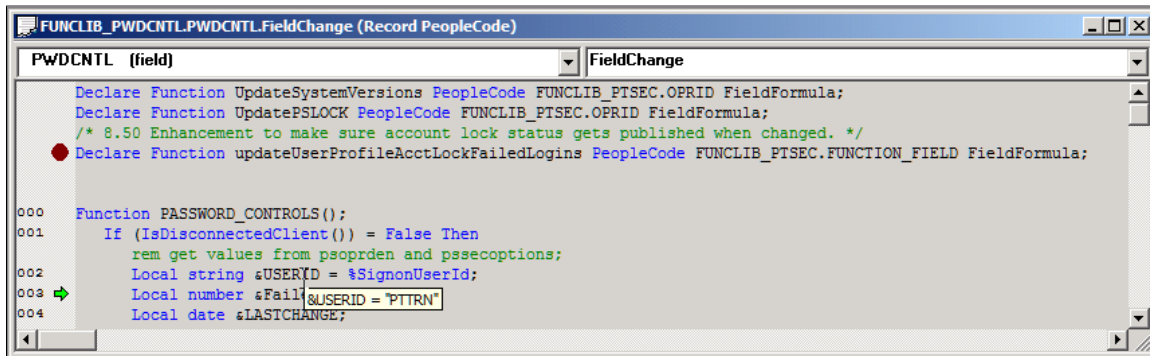 FUNCLIB_PWDCNTL.PWDCNTL.FieldChange (Record PeopleCode)
PWDCNTL (field)
FieldChange
Declare Function UpdateSystemVersions PeopleCode FUNCLIB_PTSEC.OPRID FieldFormula;
Declare Function UpdatePSLOCK PeopleCode FUNCLIB_PTSEC.OPRID FieldFormula;
/* 8.50 Enhancement to make sure account lock status gets published when changed. */
Declare Function updateUserProfileAcctLockFailedLogins PeopleCode FUNCLIB_PTSEC.FUNCTION_FIELD FieldFormula;
000 Function PASSWORD_CONTROLS();
001 If (IsDisconnectedClient()) = False Then
rem get values from psoprden and pssecoptions;
002 Local string &USERID = %SignonUserId;
003 Local number &Fail
&USERID = "PTTRN"
004 Local date &LASTCHANGE;